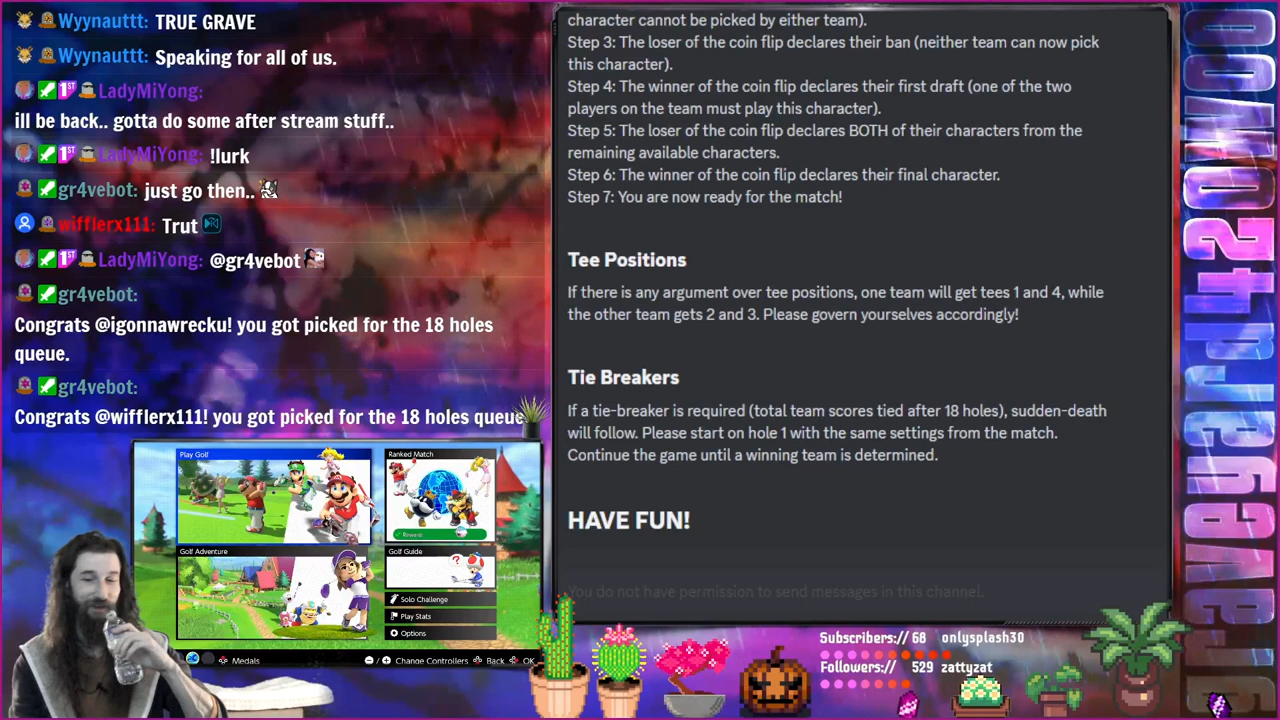 Wyynauttt: TRUE GRAVE
Wyynauttt: Speaking for all of us.
1ST LadyMiYong:
ill be back.. gotta do some after stream stuff..
1ST LadyMiYong: !lurk
gr4vebot: just go then..
wifflerx111: Trut
1ST LadyMiYong: @gr4vebot
gr4vebot:
Congrats @igonnawrecku! you got picked for the 18 holes
queue.
gr4vebot:
Congrats @wifflerx111! you got picked for the 18 holes queue
character cannot be picked by either team).
Step 3: The loser of the coin flip declares their ban (neither team can now pick
this character).
Step 4: The winner of the coin flip declares their first draft (one of the two
players on the team must play this character).
Step 5: The loser of the coin flip declares BOTH of their characters from the
remaining available characters.
Step 6: The winner of the coin flip declares their final character.
Step 7: You are now ready for the match!
Tee Positions
If there is any argument over tee positions, one team will get tees 1 and 4, while
the other team gets 2 and 3. Please govern yourselves accordingly!
Tie Breakers
If a tie-breaker is required (total team scores tied after 18 holes), sudden-death
will follow. Please start on hole 1 with the same settings from the match.
Continue the game until a winning team is determined.
HAVE FUN!
You do not have permission to send messages in this channel.
Play Golf
Ranked Match
Golf Adventure
Golf Guide
Solo Challenge
Play Stats
Options
Medals
Change Controllers
Back
OK
Subscribers:// 68 onlysplash30
Followers:// 529 zattyzat